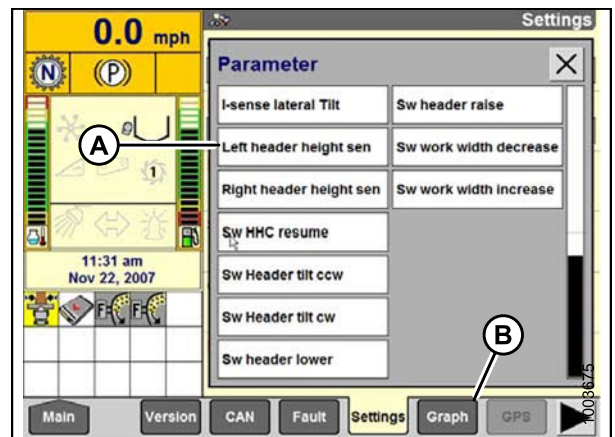 0.0 mph
Settings
N (P)
Parameter
I-sense lateral Tilt
Sw header raise
A
Left header height sen
Sw work width decrease
1
Right header height sen
Sw work width increase
Sw HHC resume
11:31 am
Nov 22, 2007
Sw Header tilt ccw
F F
Sw Header tilt cw
B
Sw header lower
Main
Version
CAN
Fault
Settings
Graph
GPS
1003675